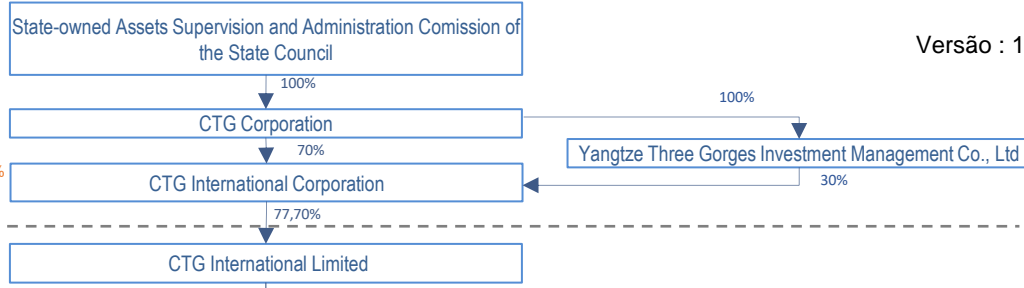 State-owned Assets Supervision and Administration Comission of
the State Council
Versão : 1
100%
100%
CTG Corporation
70%
Yangtze Three Gorges Investment Management Co., Ltd
%
CTG International Corporation
30%
77,70%
CTG International Limited